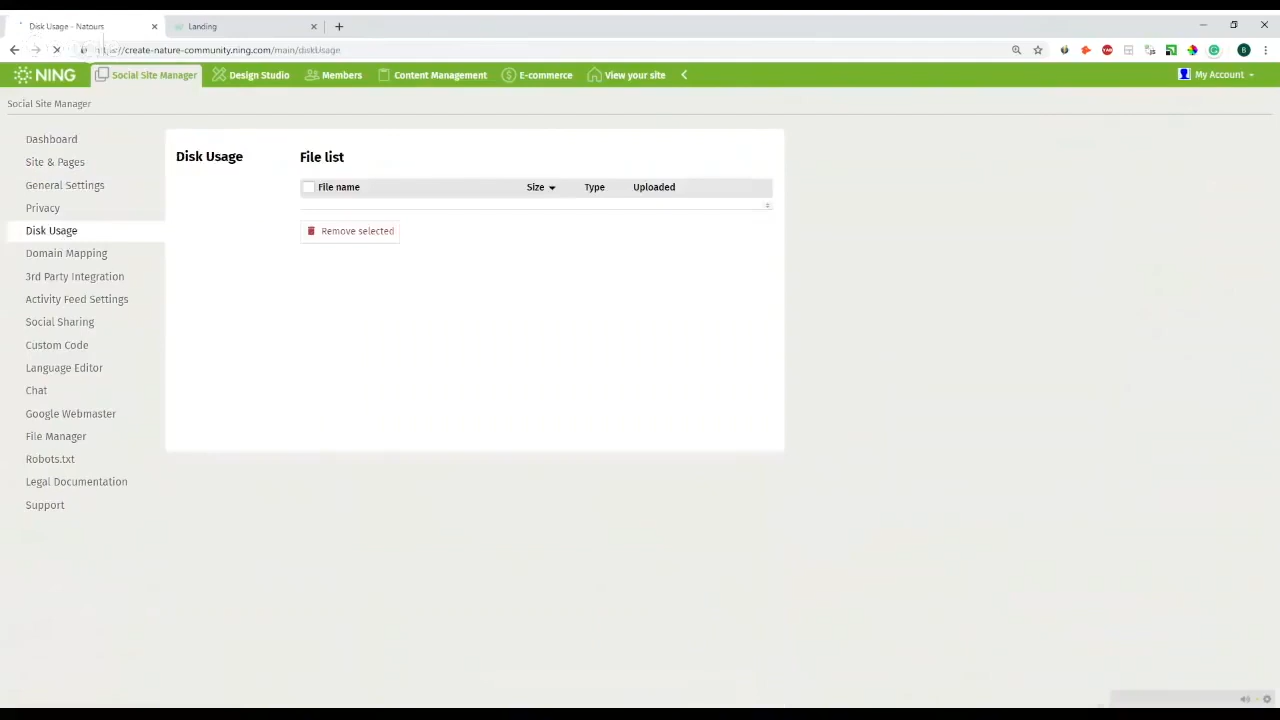 Disk Usage - Natours
Landing
create-nature-community.ning.com/main/diskUsage
B
NING
Social Site Manager
Design Studio
Members
Content Management
E-commerce
View your site
My Account
Social Site Manager
Dashboard
Site & Pages
General Settings
Privacy
Disk Usage
Domain Mapping
3rd Party Integration
Activity Feed Settings
Social Sharing
Custom Code
Language Editor
Chat
Google Webmaster
File Manager
Robots.txt
Legal Documentation
Support
Disk Usage
File list
File name Size Type Uploaded
Remove selected